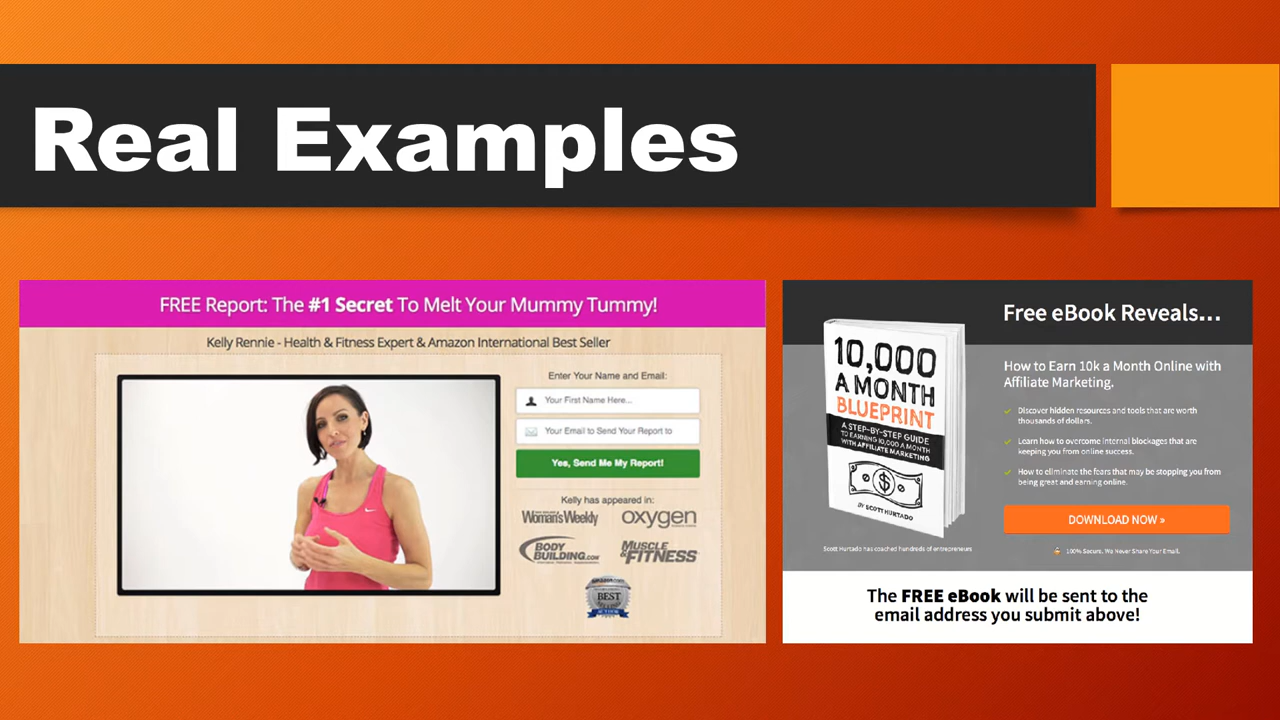 Real Examples
FREE Report: The #1 Secret To Melt Your Mummy Tummy!
Kelly Rennie - Health & Fitness Expert & Amazon International Best Seller
Enter Your Name and Email:
Your First Name Here...
Your Email to Send Your Report to
Yes, Send Me My Report!
Kelly has appeared in:
Woman's Weekly
oxygen
BODY
BUILDING.COM
MUSCLE
& FITNESS
amazon.com
BEST
AUTHOR
Free eBook Reveals...
10,000
A MONTH
BLUEPRINT
A STEP-BY-STEP GUIDE
TO EARNING 10,000 A MONTH
WITH AFFILIATE MARKETING
$
BY SCOTT HURTADO
Scott Hurtado has coached hundreds of entrepreneurs
How to Earn 10k a Month Online with
Affiliate Marketing.
Discover hidden resources and tools that are worth
thousands of dollars.
Learn how to overcome internal blockages that are
keeping you from online success.
How to eliminate the fears that may be stopping you from
being great and earning online.
DOWNLOAD NOW »
100% Secure. We Never Share Your Email.
The FREE eBook will be sent to the
email address you submit above!